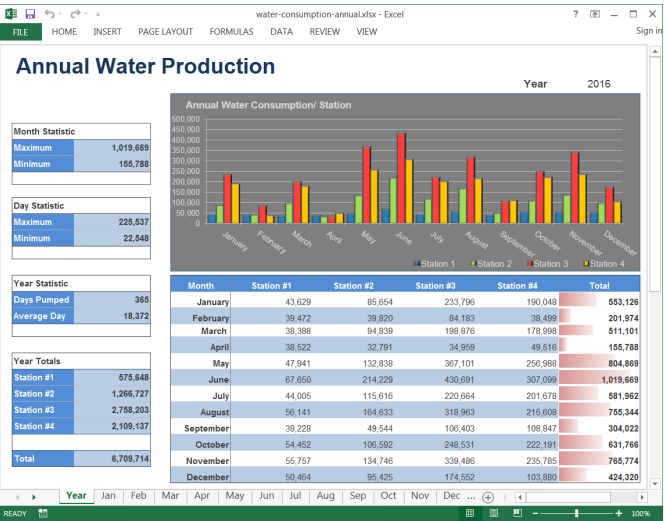 water-consumption-annual.xlsx - Excel
FILE HOME INSERT PAGE LAYOUT FORMULAS DATA REVIEW VIEW Sign in
Annual Water Production
Year 2016
Month Statistic
Maximum 1,019,669
Minimum 155,788
Day Statistic
Maximum 225,537
Minimum 22,548
Year Statistic
Days Pumped 365
Average Day 18,372
Year Totals
Station #1 575,648
Station #2 1,266,727
Station #3 2,758,203
Station #4 2,109,137
Total 6,709,714
Annual Water Consumption/ Station
500,000
450,000
400,000
350,000
300,000
250,000
200,000
150,000
100,000
50,000
0
January February March April May June July August September October November December
Station 1 Station 2 Station 3 Station 4
Month Station #1 Station #2 Station #3 Station #4 Total
January 43,629 85,654 233,796 190,048 553,126
February 39,472 39,820 84,183 38,499 201,974
March 38,388 94,839 198,876 178,998 511,101
April 38,522 32,791 34,959 49,516 155,788
May 47,941 132,838 367,101 256,988 804,869
June 67,650 214,229 430,691 307,099 1,019,669
July 44,005 115,616 220,664 201,678 581,962
August 56,141 164,633 318,963 215,608 755,344
September 39,228 49,544 106,403 108,847 304,022
October 54,452 106,592 248,531 222,191 631,766
November 55,757 134,746 339,486 235,785 765,774
December 50,464 95,425 174,552 103,880 424,320
Year Jan Feb Mar Apr May Jun Jul Aug Sep Oct Nov Dec ...
READY 100%